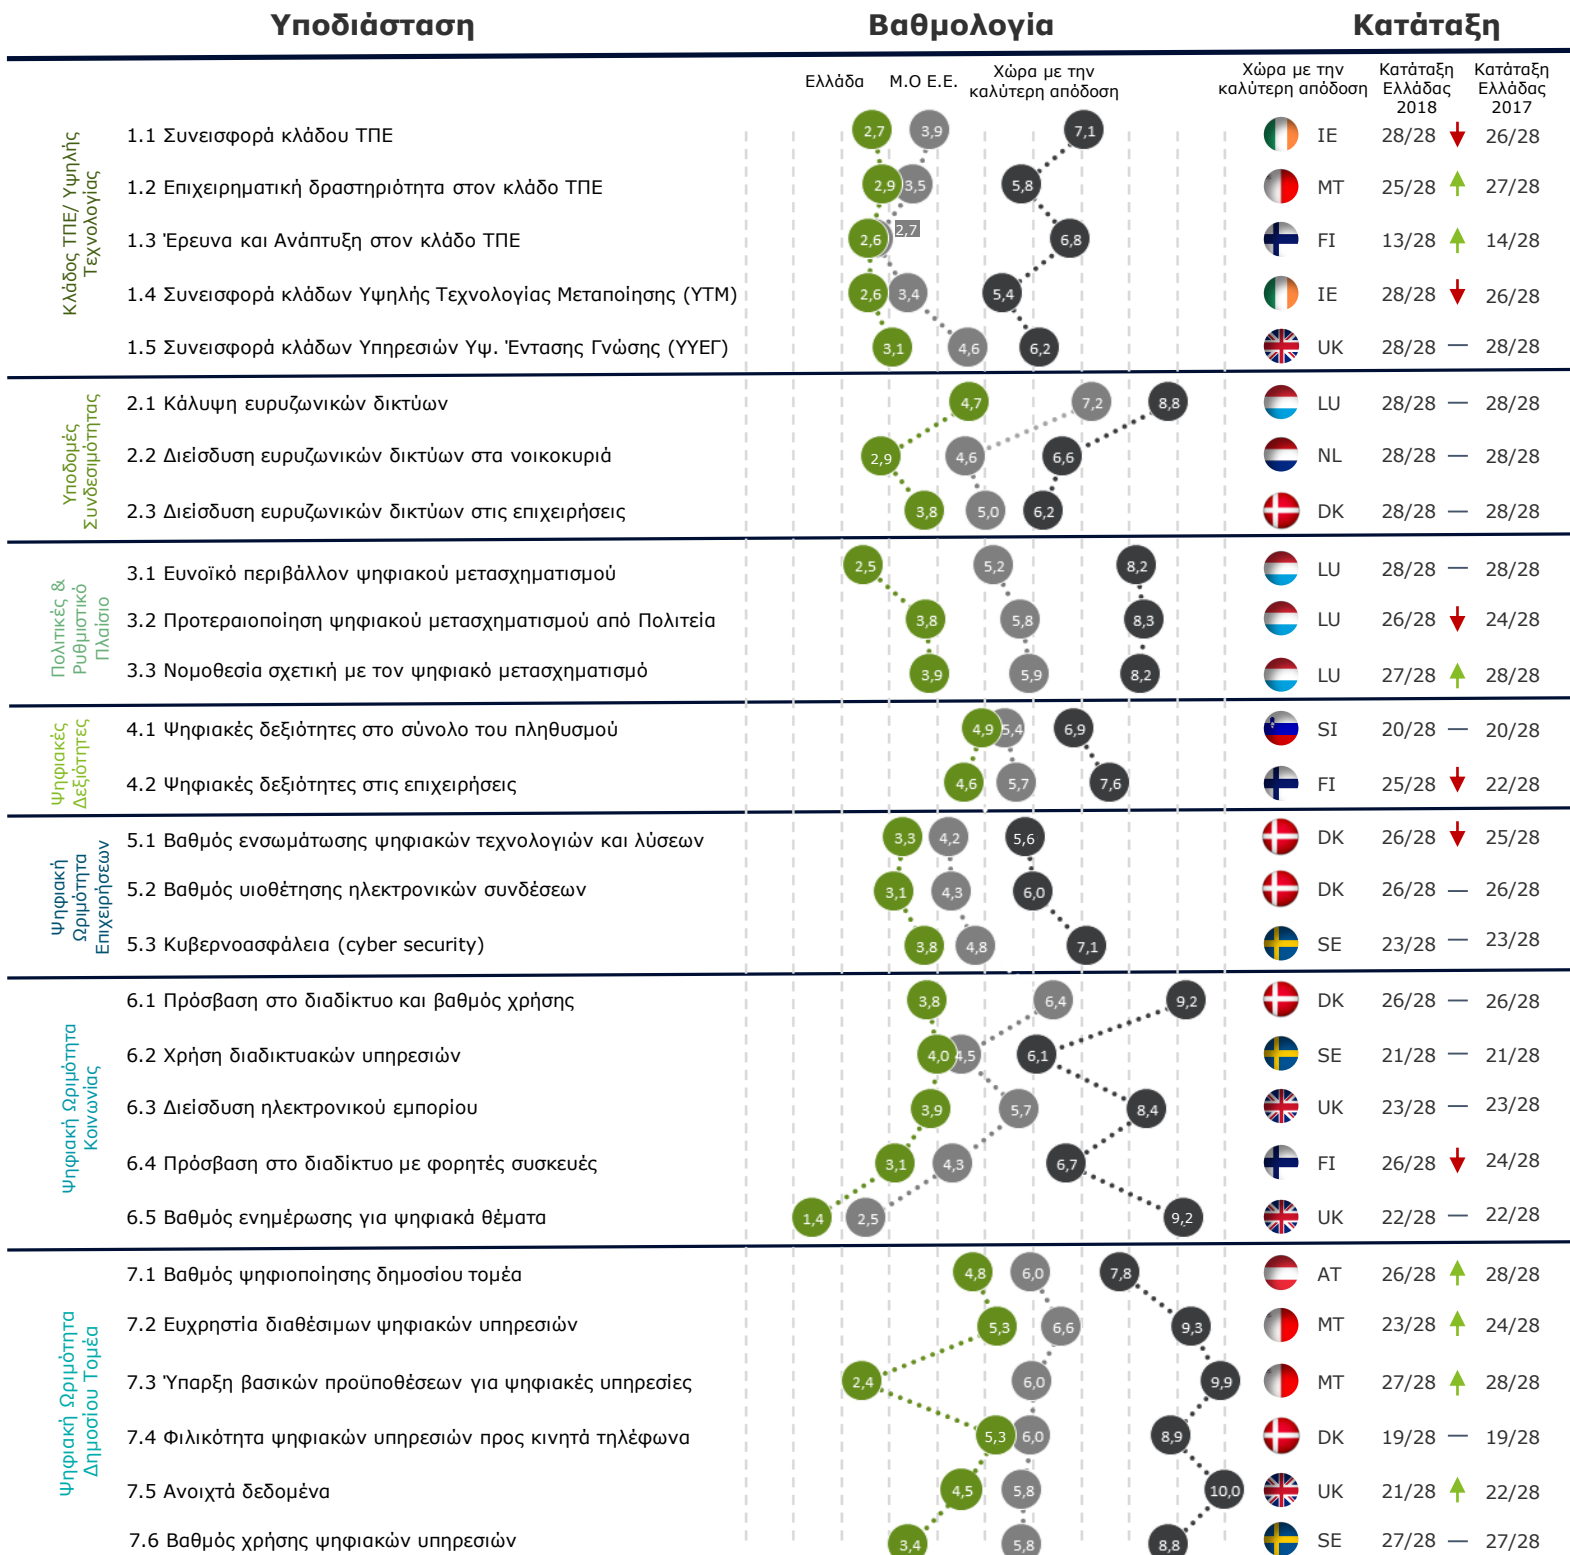 Υποδιάσταση Βαθμολογία Κατάταξη
Ελλάδα Μ.Ο Ε.Ε. Χώρα με την καλύτερη απόδοση Χώρα με την καλύτερη απόδοση Κατάταξη Ελλάδας 2018 Κατάταξη Ελλάδας 2017
Κλάδος ΤΠΕ/ Υψηλής
Τεχνολογίας
1.1 Συνεισφορά κλάδου ΤΠΕ 2,7 3,9 7,1 IE 28/28 26/28
1.2 Επιχειρηματική δραστηριότητα στον κλάδο ΤΠΕ 2,9 3,5 5,8 MT 25/28 27/28
1.3 Έρευνα και Ανάπτυξη στον κλάδο ΤΠΕ 2,6 2,7 6,8 FI 13/28 14/28
1.4 Συνεισφορά κλάδων Υψηλής Τεχνολογίας Μεταποίησης (ΥΤΜ) 2,6 3,4 5,4 IE 28/28 26/28
1.5 Συνεισφορά κλάδων Υπηρεσιών Υψ. Έντασης Γνώσης (ΥΥΕΓ) 3,1 4,6 6,2 UK 28/28 — 28/28
Υποδομές
Συνδεσιμότητας
2.1 Κάλυψη ευρυζωνικών δικτύων 4,7 7,2 8,8 LU 28/28 — 28/28
2.2 Διείσδυση ευρυζωνικών δικτύων στα νοικοκυριά 2,9 4,6 6,6 NL 28/28 — 28/28
2.3 Διείσδυση ευρυζωνικών δικτύων στις επιχειρήσεις 3,8 5,0 6,2 DK 28/28 — 28/28
Πολιτικές &
Ρυθμιστικό
Πλαίσιο
3.1 Ευνοϊκό περιβάλλον ψηφιακού μετασχηματισμού 2,5 5,2 8,2 LU 28/28 — 28/28
3.2 Προτεραιοποίηση ψηφιακού μετασχηματισμού από Πολιτεία 3,8 5,8 8,3 LU 26/28 24/28
3.3 Νομοθεσία σχετική με τον ψηφιακό μετασχηματισμό 3,9 5,9 8,2 LU 27/28 28/28
Ψηφιακές
Δεξιότητες
4.1 Ψηφιακές δεξιότητες στο σύνολο του πληθυσμού 4,9 5,4 6,9 SI 20/28 — 20/28
4.2 Ψηφιακές δεξιότητες στις επιχειρήσεις 4,6 5,7 7,6 FI 25/28 22/28
Ψηφιακή
Ωριμότητα
Επιχειρήσεων
5.1 Βαθμός ενσωμάτωσης ψηφιακών τεχνολογιών και λύσεων 3,3 4,2 5,6 DK 26/28 25/28
5.2 Βαθμός υιοθέτησης ηλεκτρονικών συνδέσεων 3,1 4,3 6,0 DK 26/28 — 26/28
5.3 Κυβερνοασφάλεια (cyber security) 3,8 4,8 7,1 SE 23/28 — 23/28
Ψηφιακή Ωριμότητα
Κοινωνίας
6.1 Πρόσβαση στο διαδίκτυο και βαθμός χρήσης 3,8 6,4 9,2 DK 26/28 — 26/28
6.2 Χρήση διαδικτυακών υπηρεσιών 4,0 4,5 6,1 SE 21/28 — 21/28
6.3 Διείσδυση ηλεκτρονικού εμπορίου 3,9 5,7 8,4 UK 23/28 — 23/28
6.4 Πρόσβαση στο διαδίκτυο με φορητές συσκευές 3,1 4,3 6,7 FI 26/28 24/28
6.5 Βαθμός ενημέρωσης για ψηφιακά θέματα 1,4 2,5 9,2 UK 22/28 — 22/28
Ψηφιακή Ωριμότητα
Δημοσίου Τομέα
7.1 Βαθμός ψηφιοποίησης δημοσίου τομέα 4,8 6,0 7,8 AT 26/28 28/28
7.2 Ευχρηστία διαθέσιμων ψηφιακών υπηρεσιών 5,3 6,6 9,3 MT 23/28 24/28
7.3 Ύπαρξη βασικών προϋποθέσεων για ψηφιακές υπηρεσίες 2,4 6,0 9,9 MT 27/28 28/28
7.4 Φιλικότητα ψηφιακών υπηρεσιών προς κινητά τηλέφωνα 5,3 6,0 8,9 DK 19/28 — 19/28
7.5 Ανοιχτά δεδομένα 4,5 5,8 10,0 UK 21/28 22/28
7.6 Βαθμός χρήσης ψηφιακών υπηρεσιών 3,4 5,8 8,8 SE 27/28 — 27/28